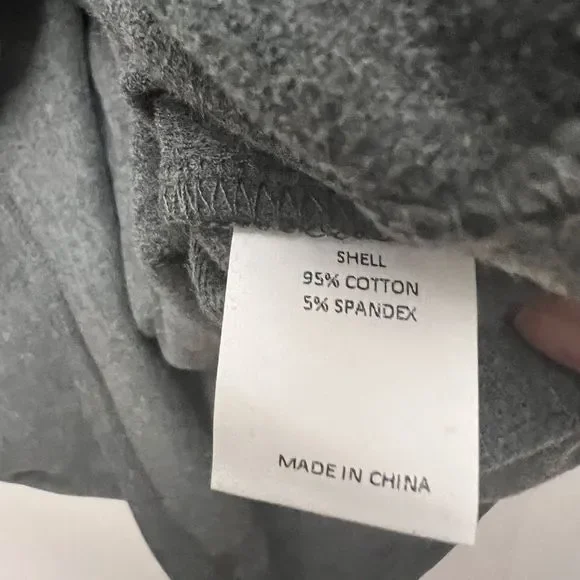 SHELL
95% COTTON
5% SPANDEX
MADE IN CHINA